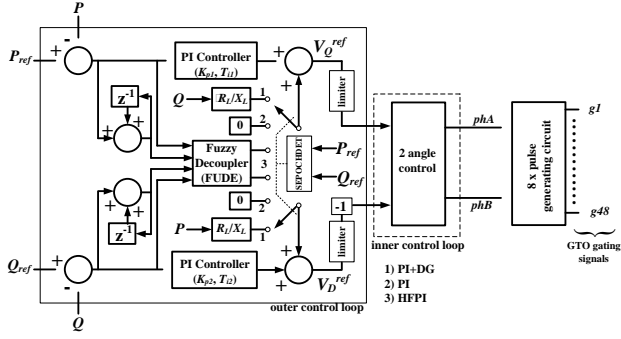 P
P_ref
+
-
PI Controller
(K_p1, T_i1)
+
+
V_Q^ref
limiter
Q
R_L/X_L
1
0
2
z^-1
+
+
Fuzzy
Decoupler
(FUDE)
3
SEPOCHDET
P_ref
Q_ref
+
+
z^-1
0
2
P
R_L/X_L
1
-1
limiter
PI Controller
(K_p2, T_i2)
+
+
V_D^ref
Q_ref
+
-
Q
outer control loop
2 angle
control
inner control loop
phA
phB
8 x pulse
generating circuit
g1
g48
GTO gating
signals
1) PI+DG
2) PI
3) HFPI